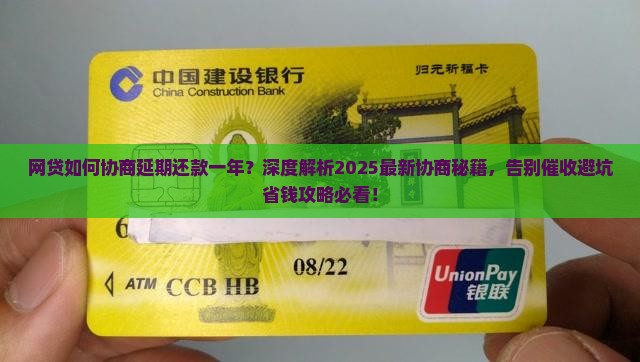 中国建设银行
China Construction Bank
归元祈福卡
网贷如何协商延期还款一年？深度解析2025最新协商秘籍，告别催收避坑
省钱攻略必看！
6
08/22
ATM
CCB HB
UnionPay
银联